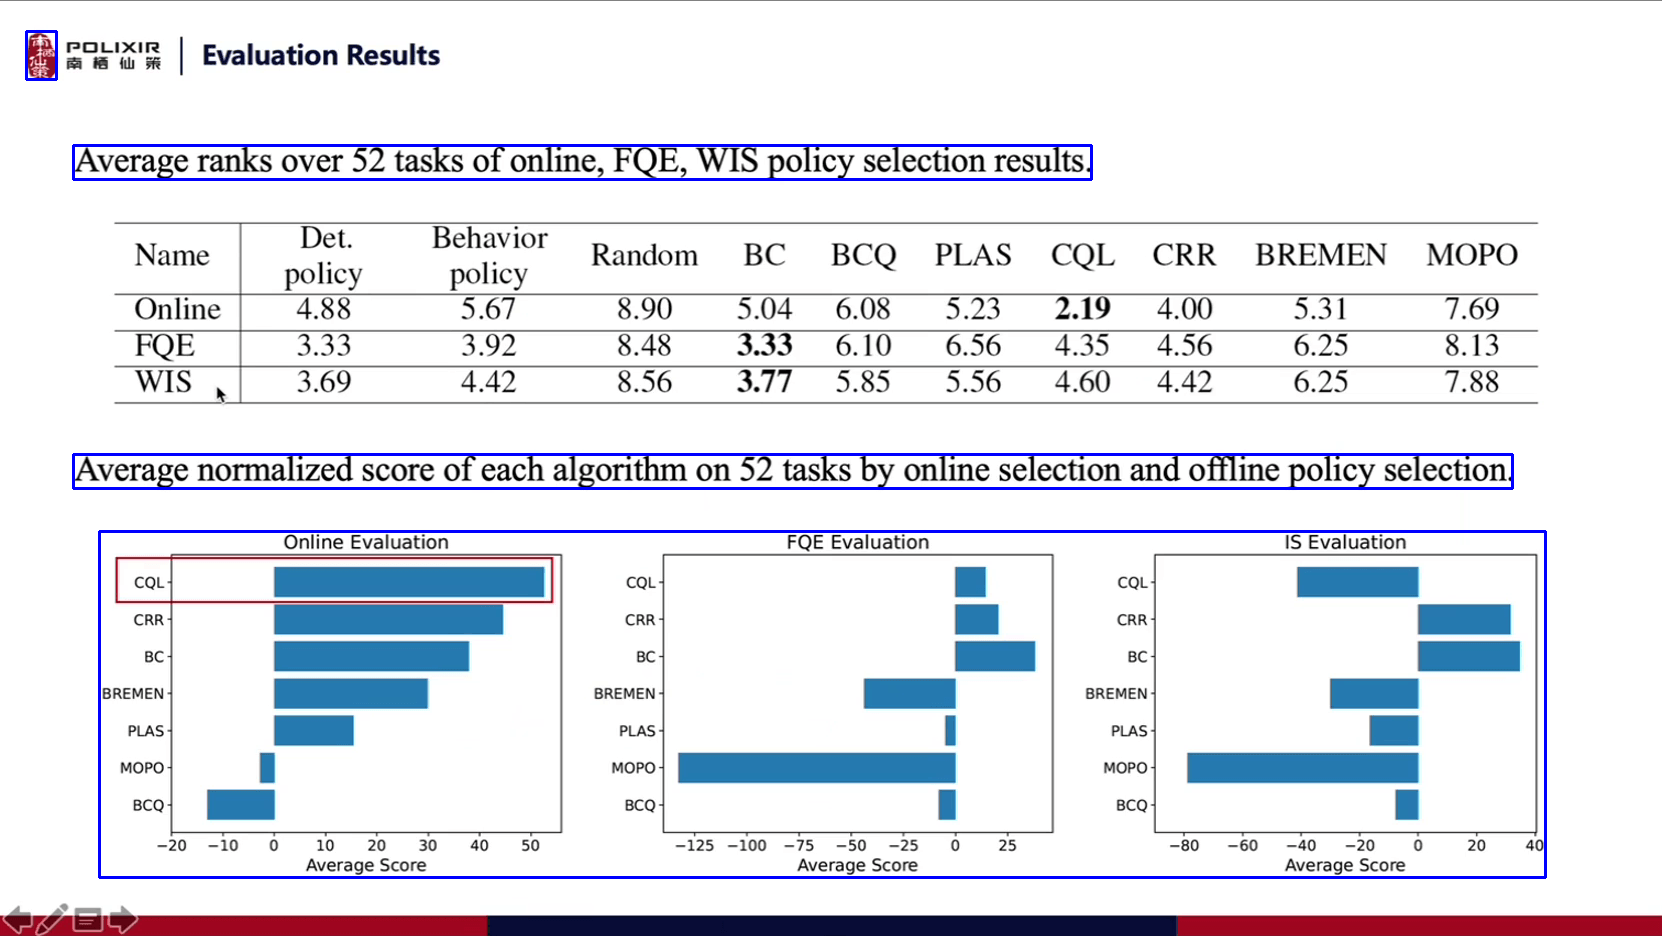 南栖仙策
POLIXIR
南栖仙策
Evaluation Results
Average ranks over 52 tasks of online, FQE, WIS policy selection results.
Name Det. policy Behavior policy Random BC BCQ PLAS CQL CRR BREMEN MOPO
Online 4.88 5.67 8.90 5.04 6.08 5.23 2.19 4.00 5.31 7.69
FQE 3.33 3.92 8.48 3.33 6.10 6.56 4.35 4.56 6.25 8.13
WIS 3.69 4.42 8.56 3.77 5.85 5.56 4.60 4.42 6.25 7.88
Average normalized score of each algorithm on 52 tasks by online selection and offline policy selection.
Online Evaluation
CQL
CRR
BC
BREMEN
PLAS
MOPO
BCQ
−20 −10 0 10 20 30 40 50
Average Score
FQE Evaluation
CQL
CRR
BC
BREMEN
PLAS
MOPO
BCQ
−125 −100 −75 −50 −25 0 25
Average Score
IS Evaluation
CQL
CRR
BC
BREMEN
PLAS
MOPO
BCQ
−80 −60 −40 −20 0 20 40
Average Score